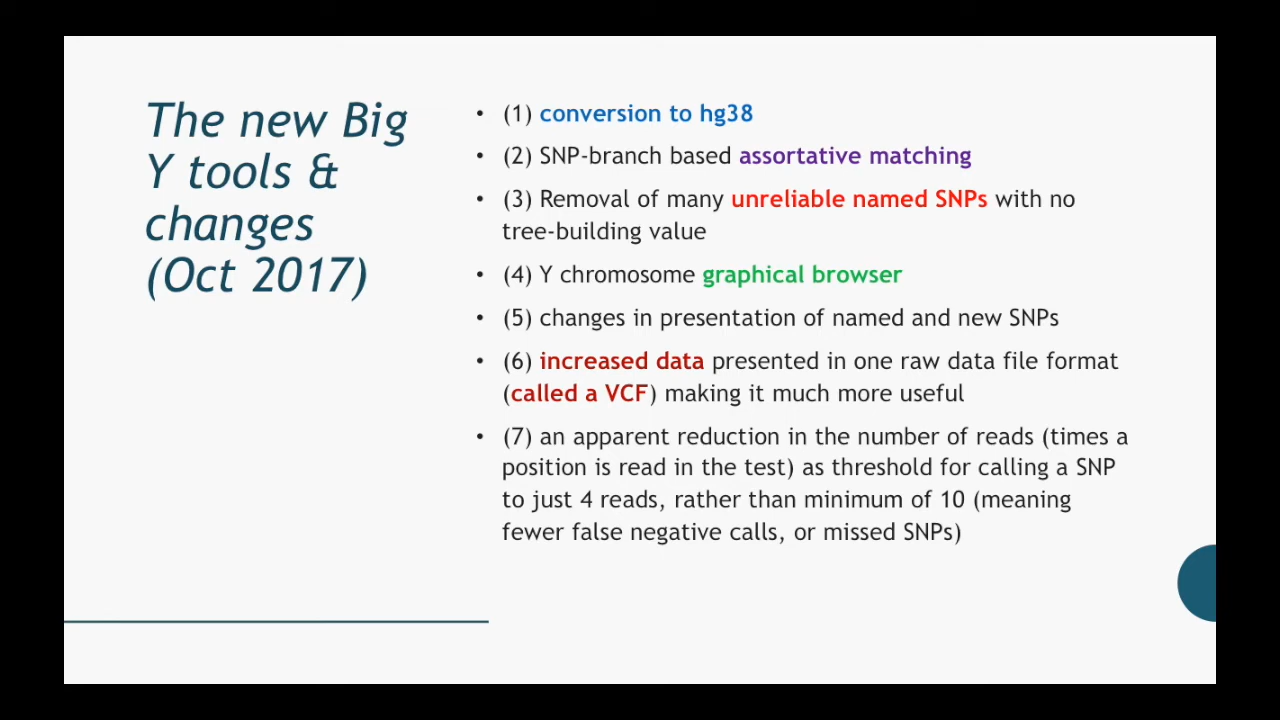 The new Big
Y tools &
changes
(Oct 2017)
• (1) conversion to hg38
• (2) SNP-branch based assortative matching
• (3) Removal of many unreliable named SNPs with no
tree-building value
• (4) Y chromosome graphical browser
• (5) changes in presentation of named and new SNPs
• (6) increased data presented in one raw data file format
(called a VCF) making it much more useful
• (7) an apparent reduction in the number of reads (times a
position is read in the test) as threshold for calling a SNP
to just 4 reads, rather than minimum of 10 (meaning
fewer false negative calls, or missed SNPs)